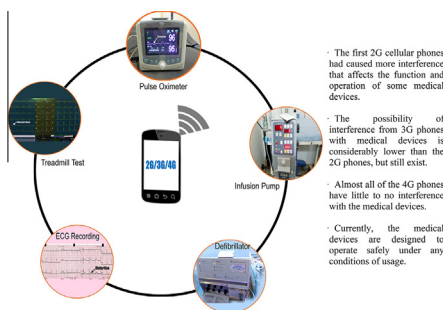 96
96
Pulse Oximeter
Treadmill Test
2G/3G/4G
Infusion Pump
ECG Recording
Defibrillator
· The first 2G cellular phones
had caused more interference
that affects the function and
operation of some medical
devices.
· The possibility of
interference from 3G phones
with medical devices is
considerably lower than the
2G phones, but still exist.
· Almost all of the 4G phones
have little to no interference
with the medical devices.
· Currently, the medical
devices are designed to
operate safely under any
conditions of usage.